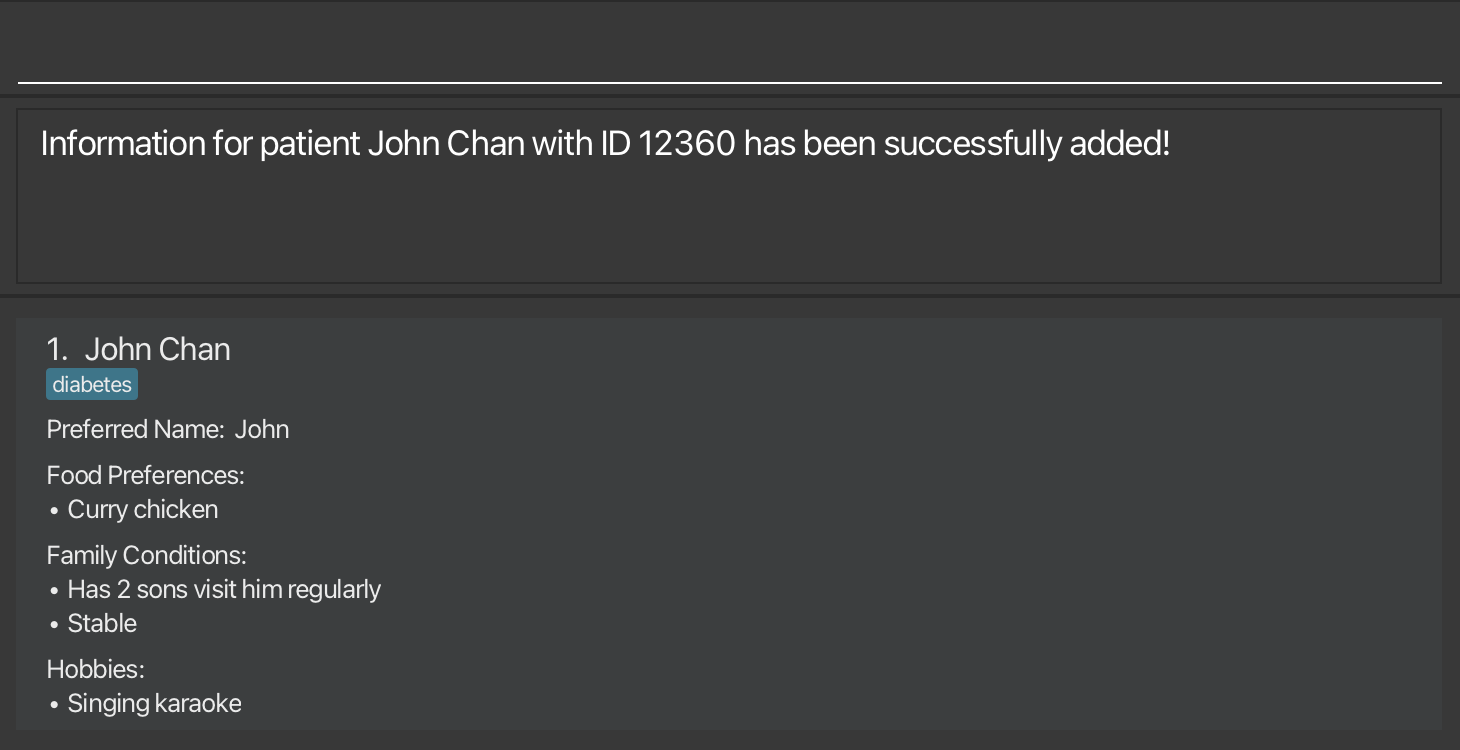 Information for patient John Chan with ID 12360 has been successfully added!
1. John Chan
diabetes
Preferred Name: John
Food Preferences:
• Curry chicken
Family Conditions:
• Has 2 sons visit him regularly
• Stable
Hobbies:
• Singing karaoke